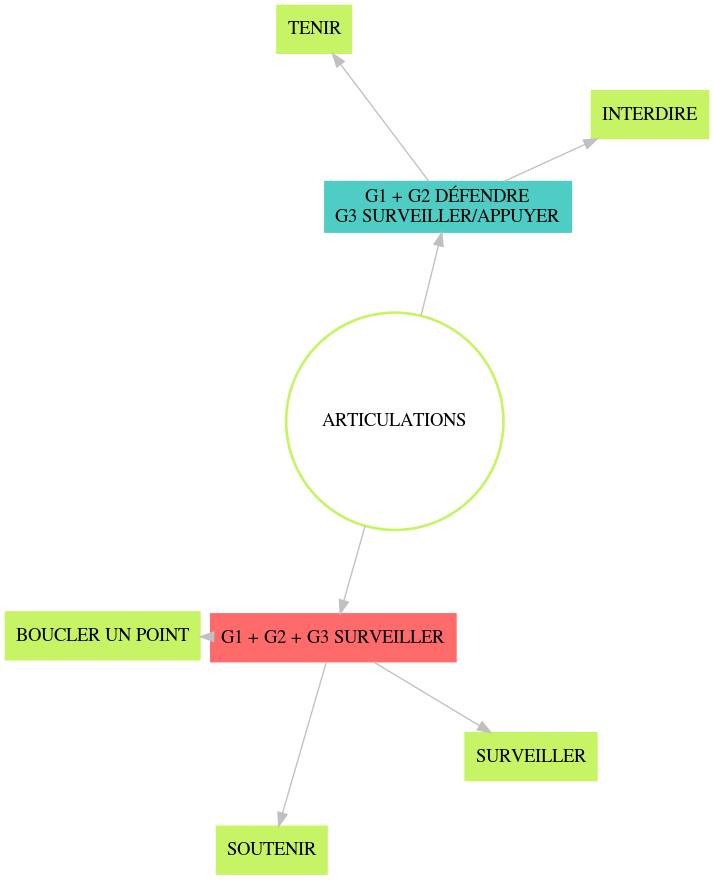 TENIR
INTERDIRE
G1 + G2 DÉFENDRE
G3 SURVEILLER/APPUYER
ARTICULATIONS
BOUCLER UN POINT
G1 + G2 + G3 SURVEILLER
SURVEILLER
SOUTENIR